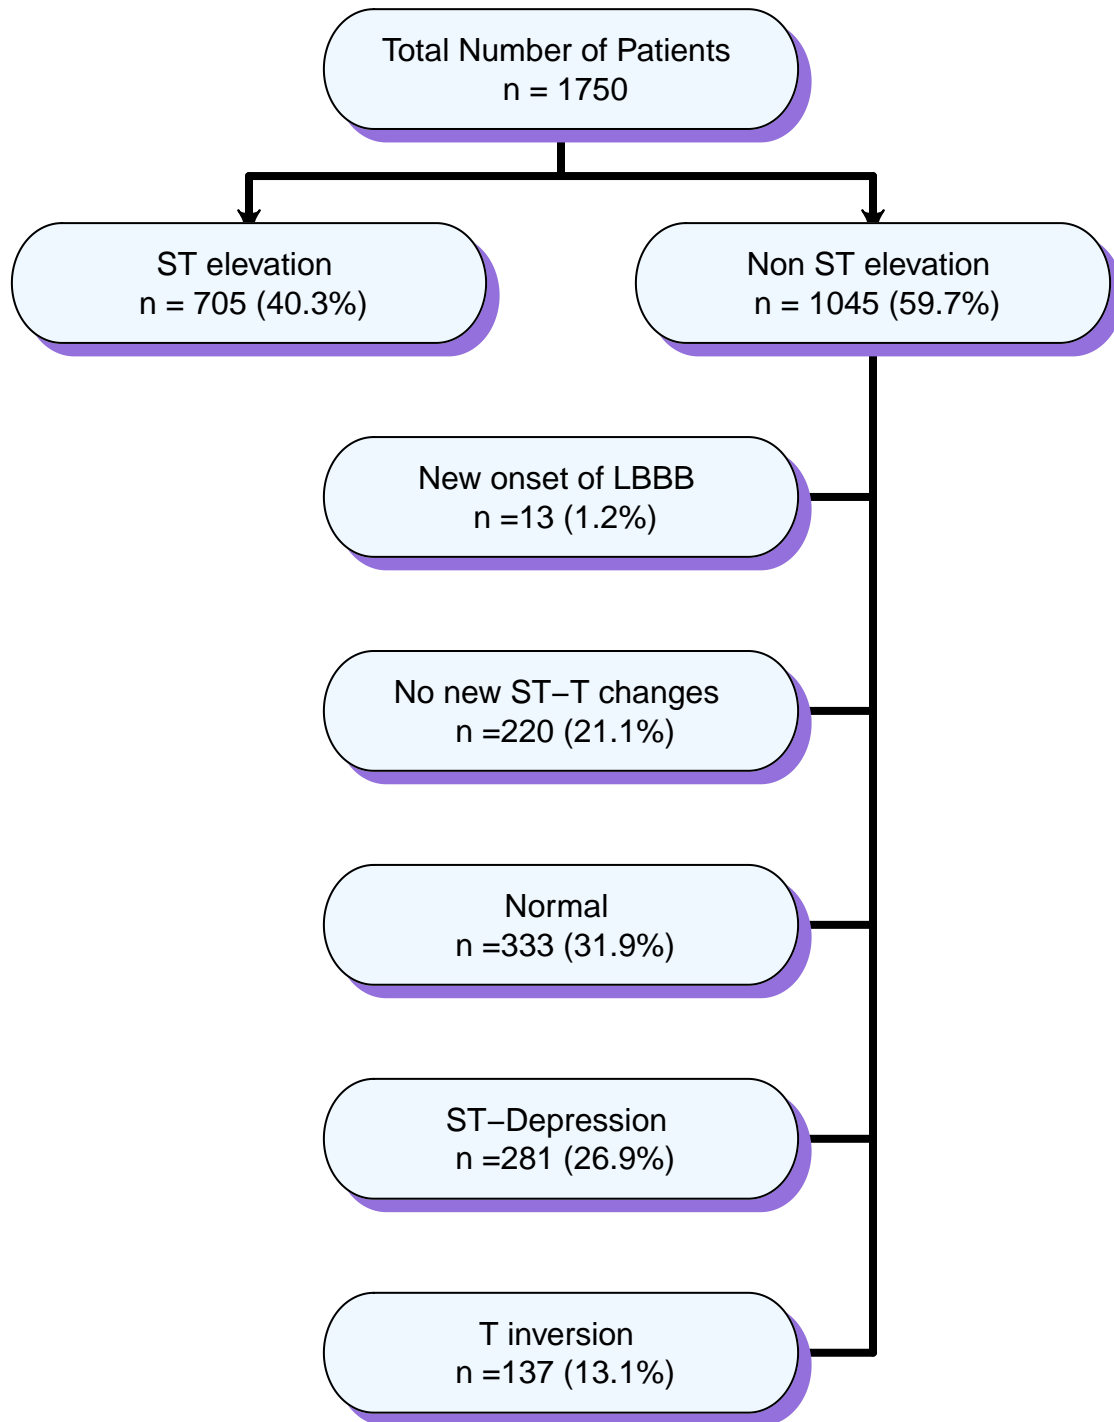 Total Number of Patients
n = 1750
ST elevation
n = 705 (40.3%)
Non ST elevation
n = 1045 (59.7%)
New onset of LBBB
n =13 (1.2%)
No new ST−T changes
n =220 (21.1%)
Normal
n =333 (31.9%)
ST−Depression
n =281 (26.9%)
T inversion
n =137 (13.1%)